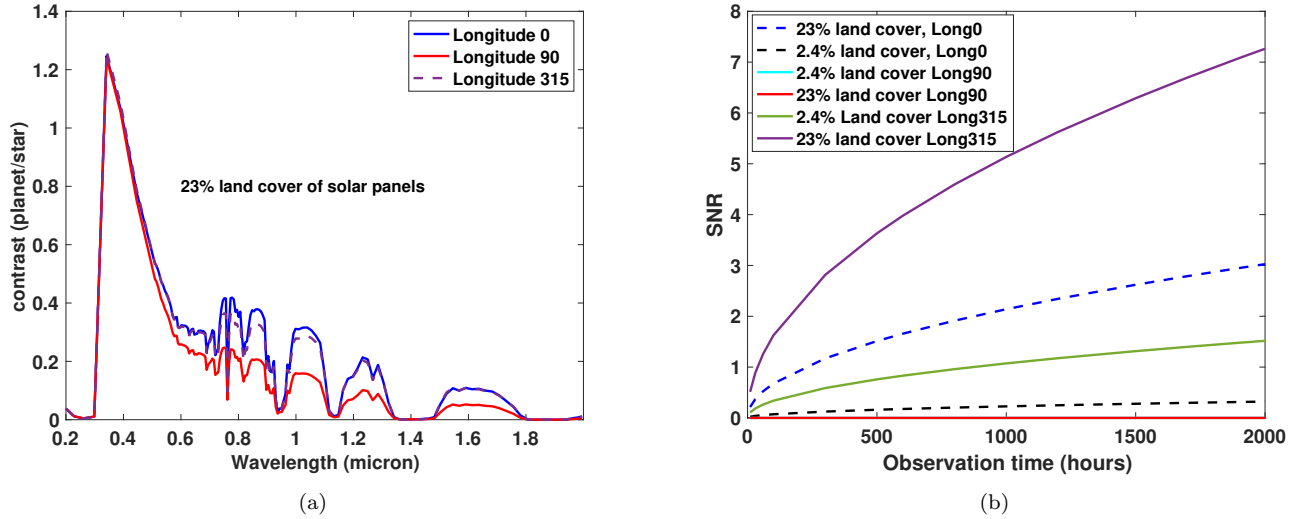 1.4
1.2
1
0.8
0.6
0.4
0.2
0
contrast (planet/star)
Longitude 0
Longitude 90
Longitude 315
23% land cover of solar panels
0.2 0.4 0.6 0.8 1 1.2 1.4 1.6 1.8
Wavelength (micron)
(a)
8
7
6
5
4
3
2
1
0
SNR
23% land cover, Long0
2.4% land cover, Long0
2.4% land cover Long90
23% land cover Long90
2.4% Land cover Long315
23% land cover Long315
0 500 1000 1500 2000
Observation time (hours)
(b)